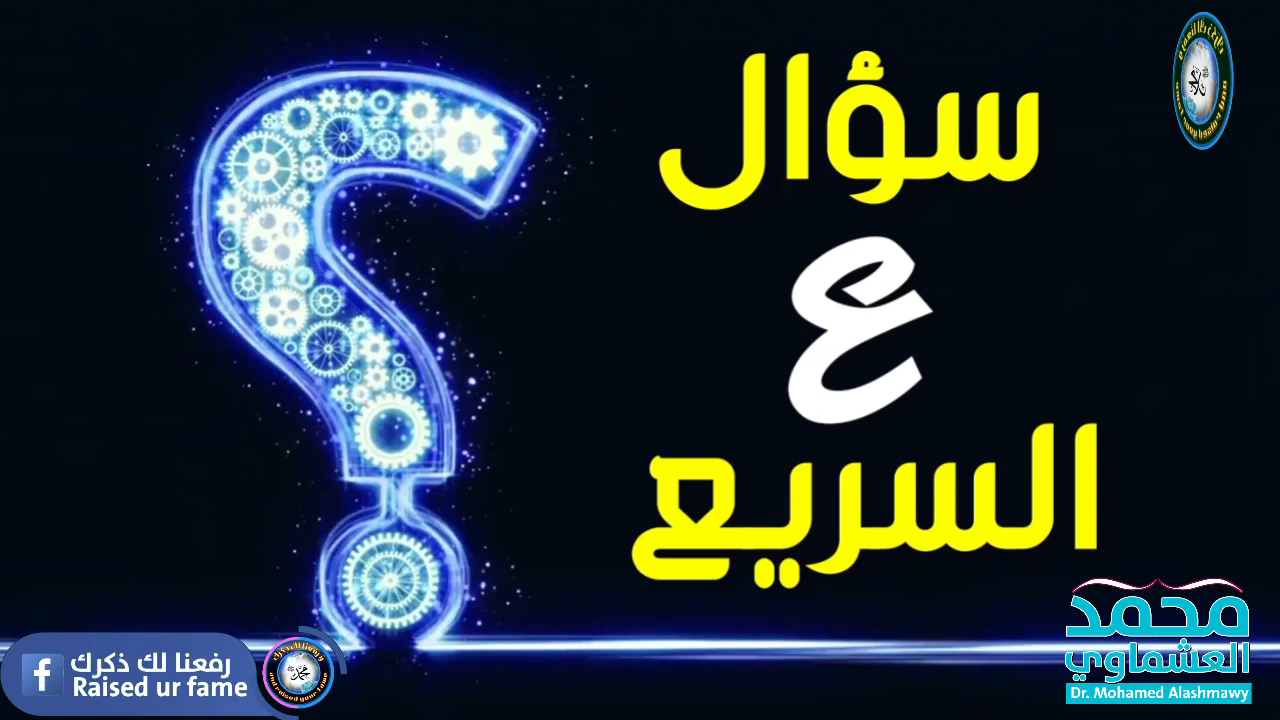 سؤال
ع
السريع
محمد
العشماوي
Dr. Mohamed Alashmawy
رفعنا لك ذكرك
Raised ur fame